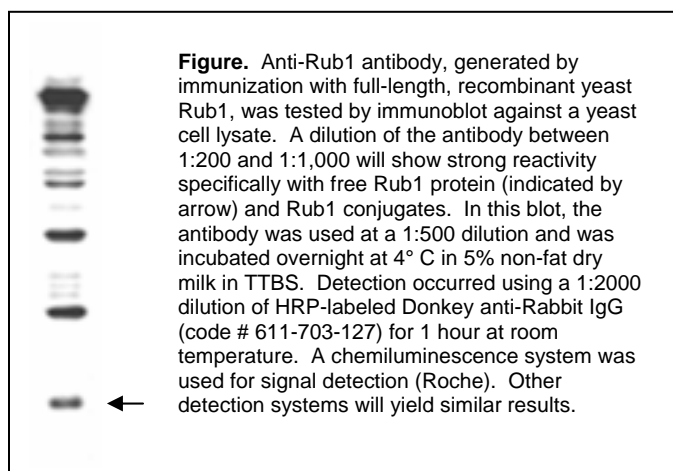 Figure. Anti-Rub1 antibody, generated by
immunization with full-length, recombinant yeast
Rub1, was tested by immunoblot against a yeast
cell lysate. A dilution of the antibody between
1:200 and 1:1,000 will show strong reactivity
specifically with free Rub1 protein (indicated by
arrow) and Rub1 conjugates. In this blot, the
antibody was used at a 1:500 dilution and was
incubated overnight at 4° C in 5% non-fat dry
milk in TTBS. Detection occurred using a 1:2000
dilution of HRP-labeled Donkey anti-Rabbit IgG
(code # 611-703-127) for 1 hour at room
temperature. A chemiluminescence system was
used for signal detection (Roche). Other
detection systems will yield similar results.